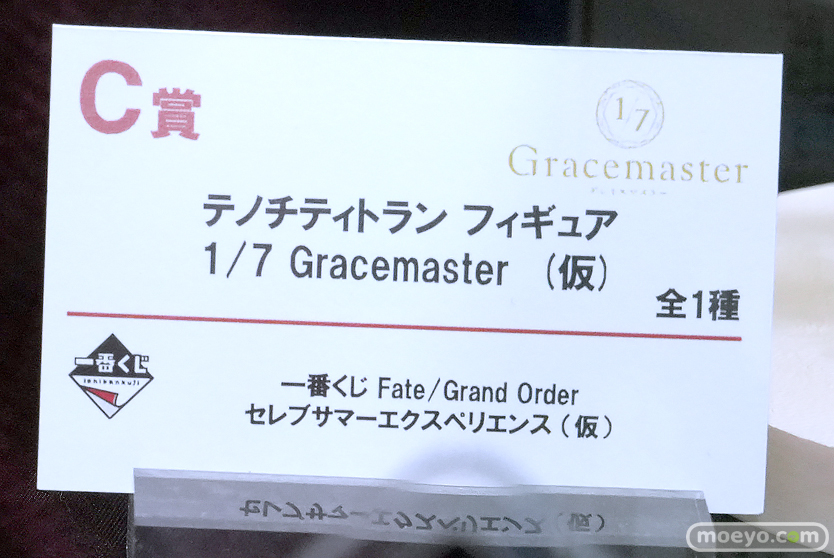 C賞
1/7
Gracemaster
テノチティトラン フィギュア
1/7 Gracemaster （仮）
全1種
一番くじ
ichibankuji
一番くじ Fate/Grand Order
セレブサマーエクスペリエンス（仮）
moeyo.com